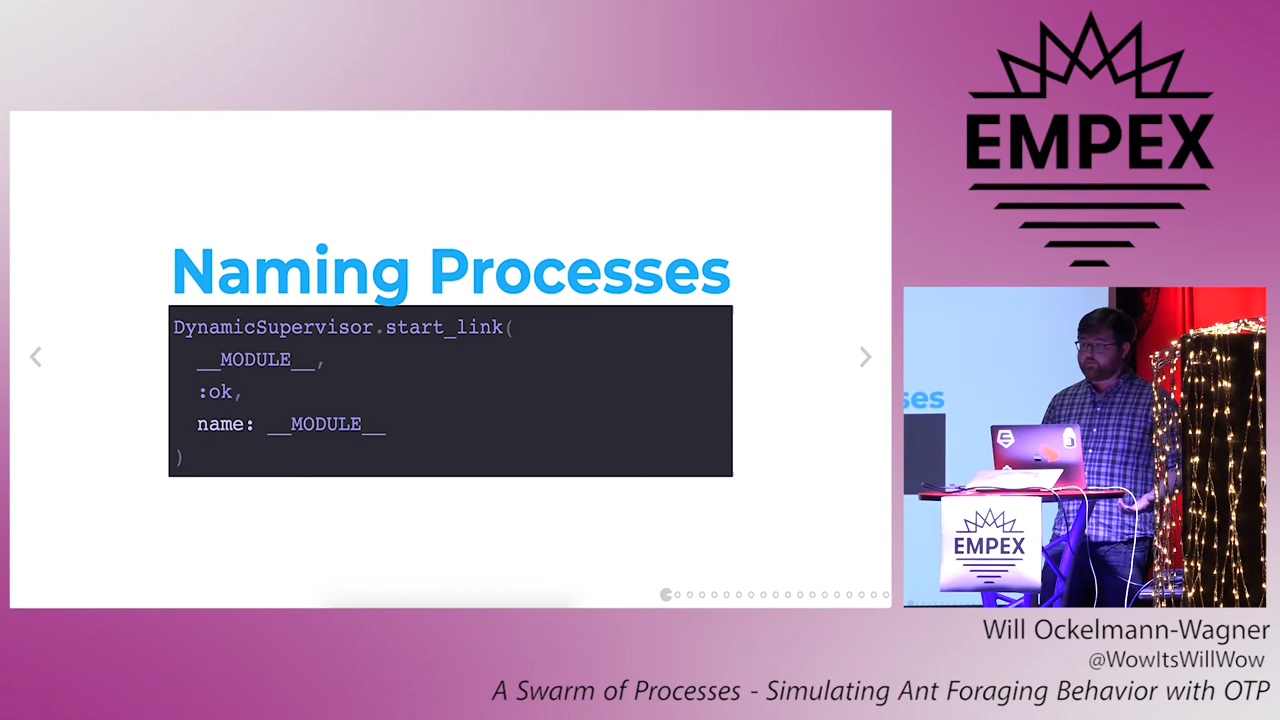 EMPEX
Naming Processes
DynamicSupervisor.start_link(
__MODULE__,
:ok,
name: __MODULE__
)
ses
EMPEX
Will Ockelmann-Wagner
@WowItsWillWow
A Swarm of Processes - Simulating Ant Foraging Behavior with OTP